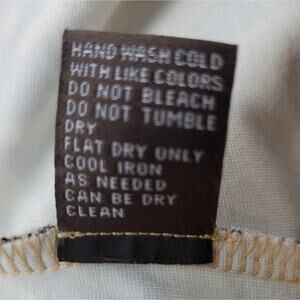 HAND WASH COLD
WITH LIKE COLORS
DO NOT BLEACH
DO NOT TUMBLE
DRY
FLAT DRY ONLY
COOL IRON
AS NEEDED
CAN BE DRY
CLEAN